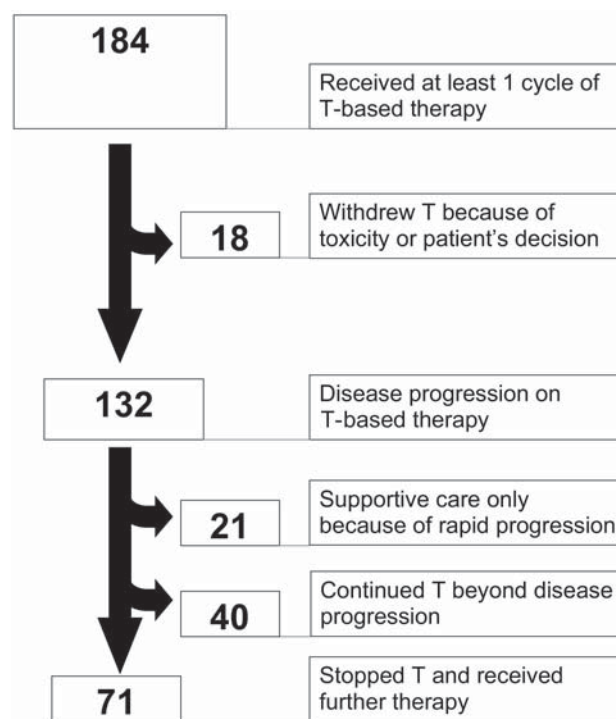 184
Received at least 1 cycle of
T-based therapy
18
Withdrew T because of
toxicity or patient's decision
132
Disease progression on
T-based therapy
21
Supportive care only
because of rapid progression
40
Continued T beyond disease
progression
71
Stopped T and received
further therapy